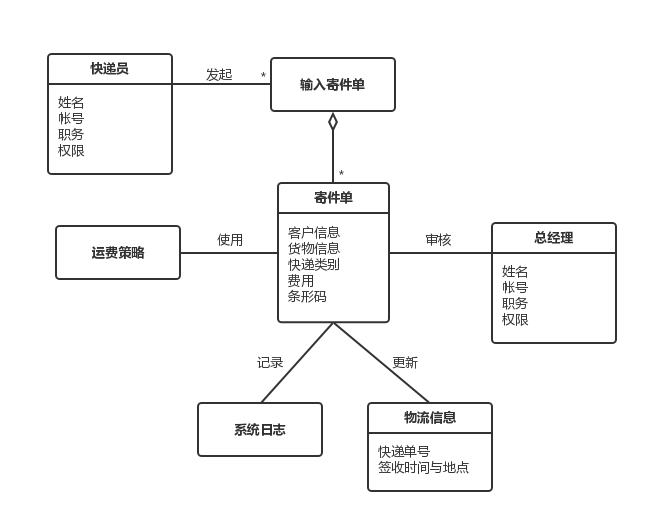 快递员
姓名
帐号
职务
权限
发起
*
输入寄件单
*
寄件单
客户信息
货物信息
快递类别
费用
条形码
运费策略
使用
审核
总经理
姓名
帐号
职务
权限
记录
更新
系统日志
物流信息
快递单号
签收时间与地点